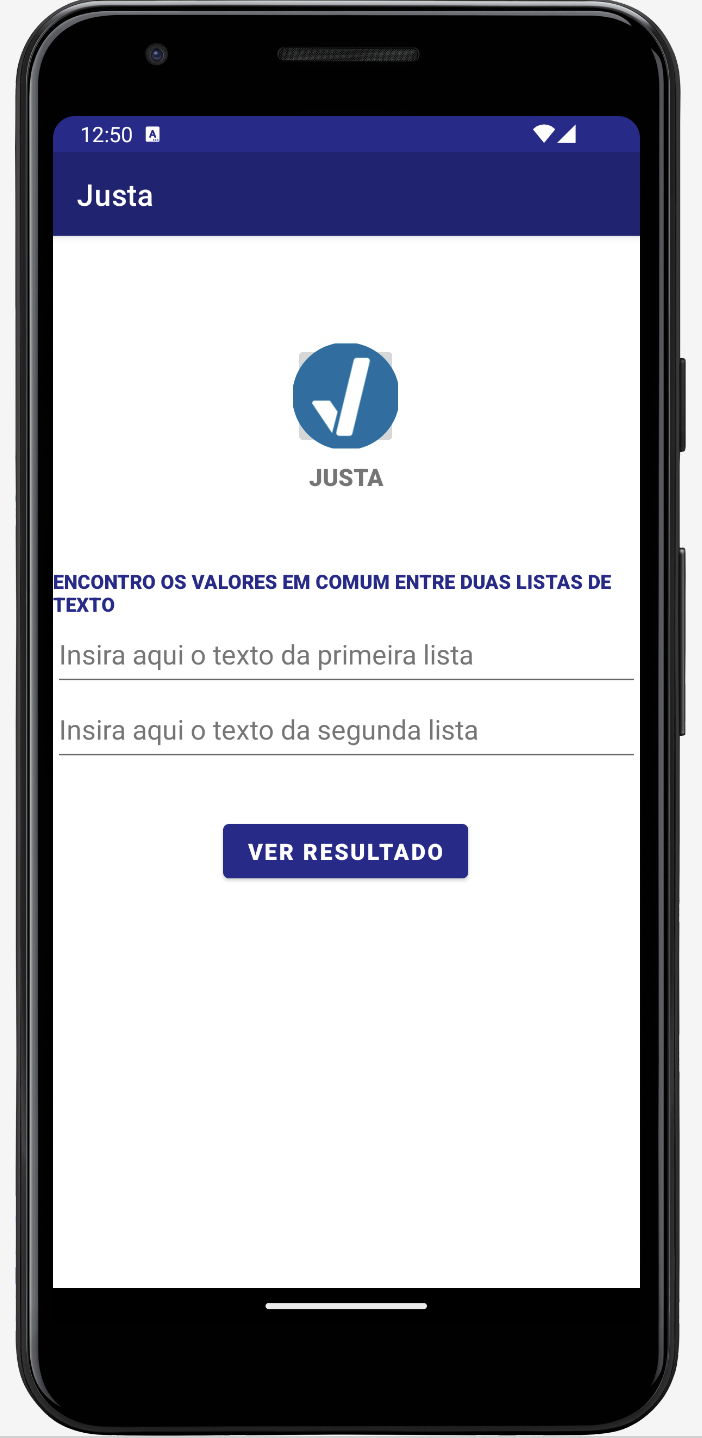 12:50
Justa
JUSTA
ENCONTRO OS VALORES EM COMUM ENTRE DUAS LISTAS DE
TEXTO
Insira aqui o texto da primeira lista
Insira aqui o texto da segunda lista
VER RESULTADO